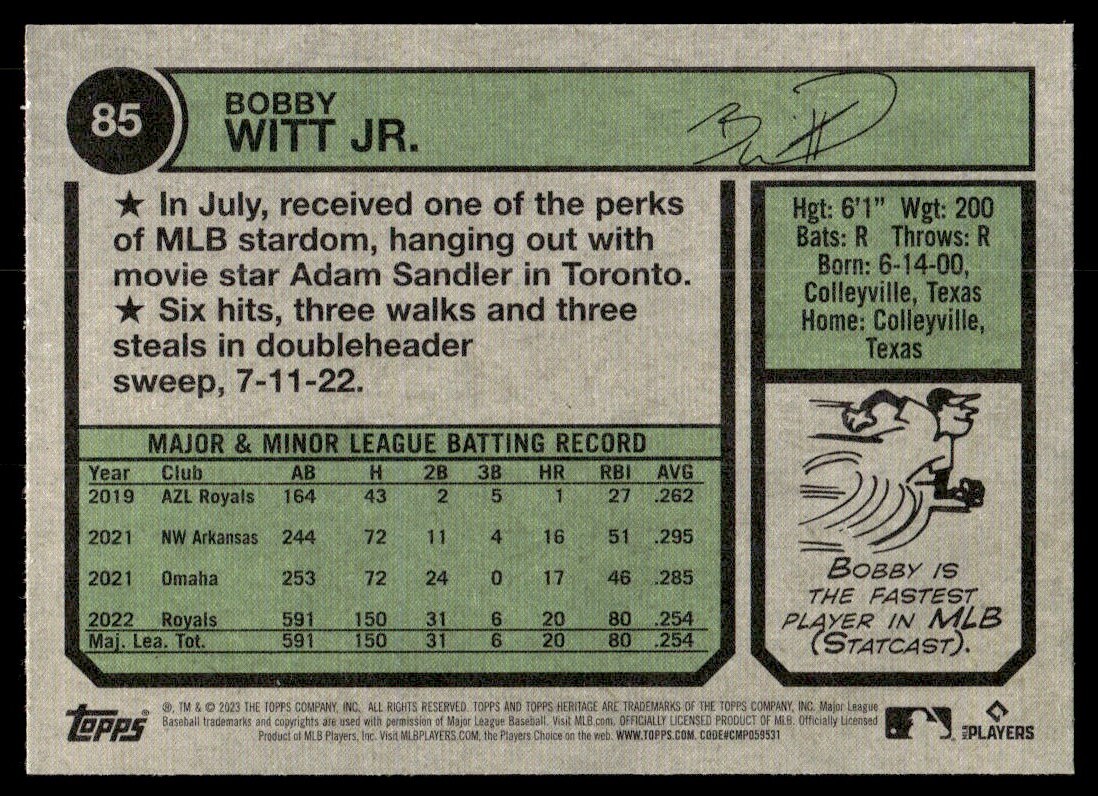 85
BOBBY
WITT JR.
★ In July, received one of the perks
of MLB stardom, hanging out with
movie star Adam Sandler in Toronto.
★ Six hits, three walks and three
steals in doubleheader
sweep, 7-11-22.
Hgt: 6'1" Wgt: 200
Bats: R Throws: R
Born: 6-14-00,
Colleyville, Texas
Home: Colleyville,
Texas
MAJOR & MINOR LEAGUE BATTING RECORD
Year Club AB H 2B 3B HR RBI AVG
2019 AZL Royals 164 43 2 5 1 27 .262
2021 NW Arkansas 244 72 11 4 16 51 .295
2021 Omaha 253 72 24 0 17 46 .285
2022 Royals 591 150 31 6 20 80 .254
Maj. Lea. Tot. 591 150 31 6 20 80 .254
BOBBY IS
THE FASTEST
PLAYER IN MLB
(STATCAST).
topps®
®, TM & © 2023 THE TOPPS COMPANY, INC. ALL RIGHTS RESERVED. TOPPS AND TOPPS HERITAGE ARE TRADEMARKS OF THE TOPPS COMPANY, INC. Major League
Baseball trademarks and copyrights are used with permission of Major League Baseball. Visit MLB.com. OFFICIALLY LICENSED PRODUCT OF MLB. Officially Licensed
Product of MLB Players, Inc. Visit MLBPLAYERS.COM, the Players Choice on the web. WWW.TOPPS.COM. CODE#CMP059531
MLB PLAYERS